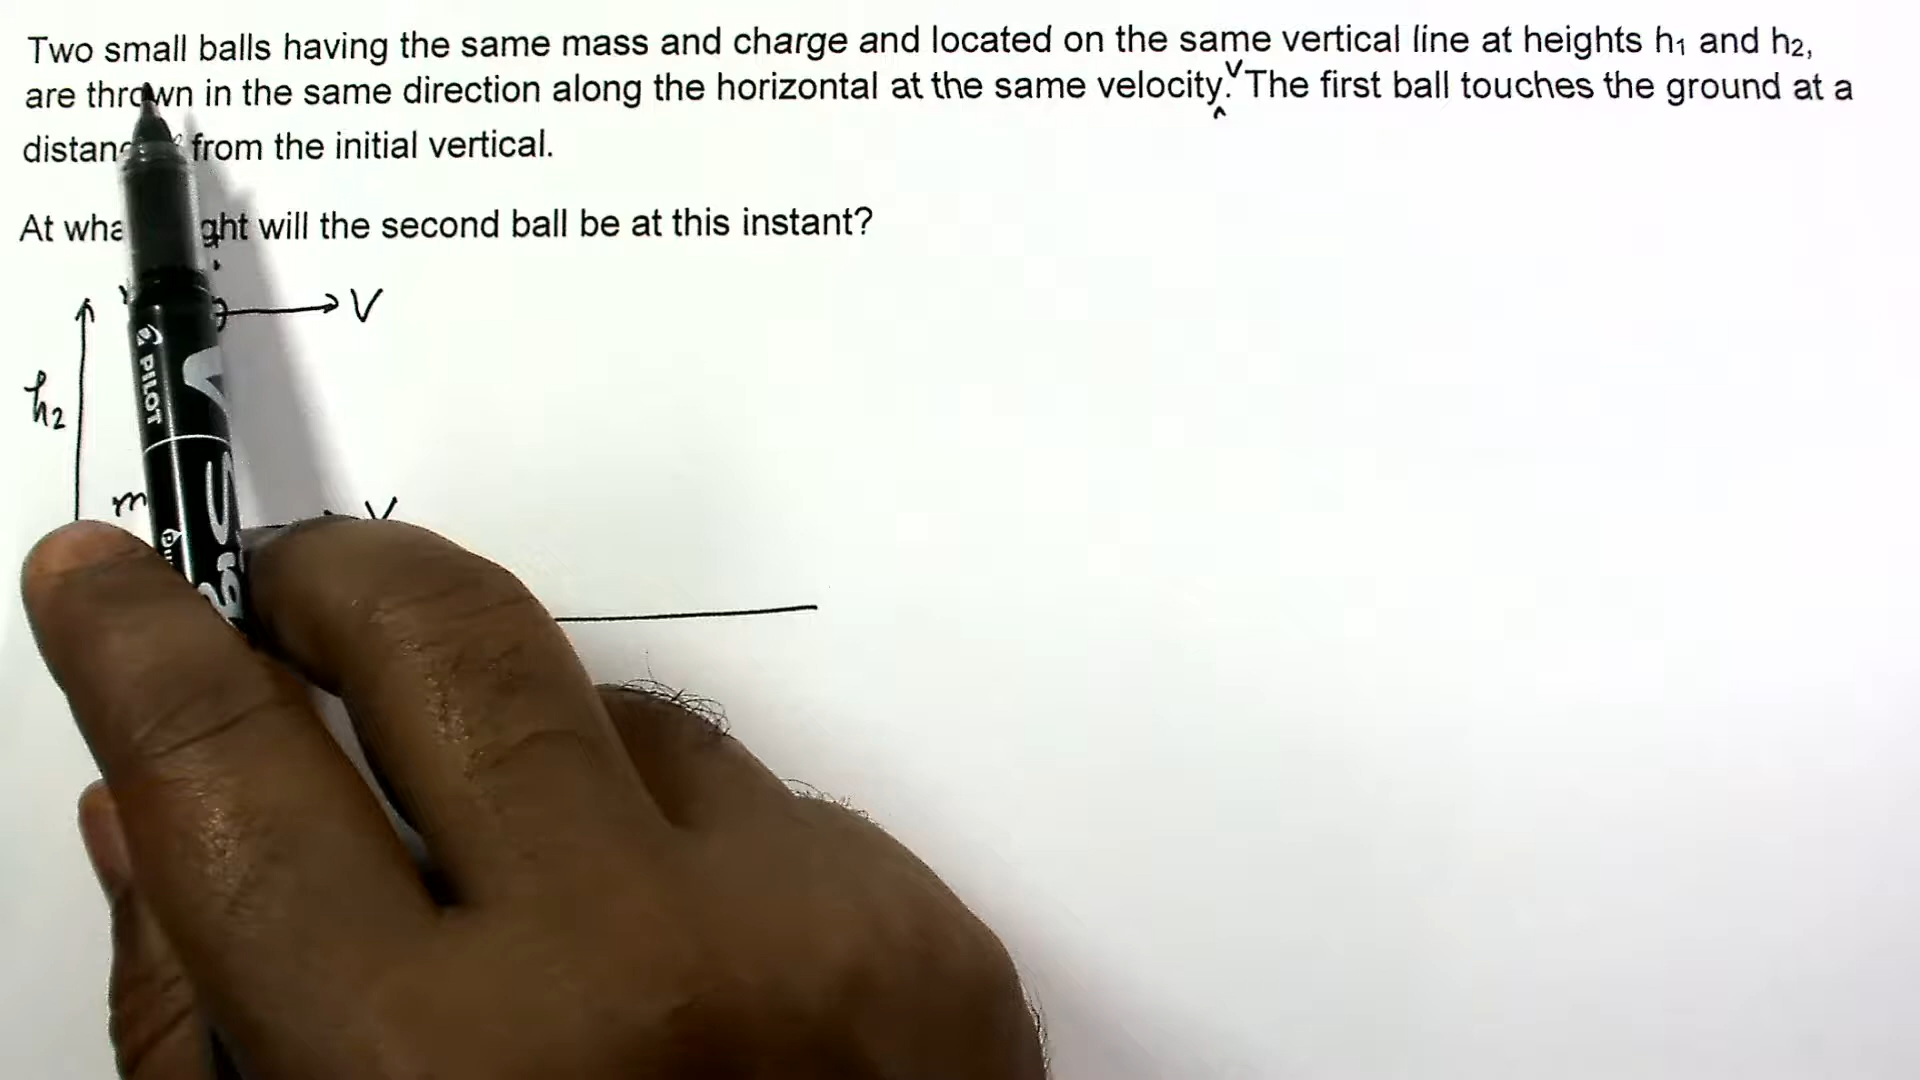 Two small balls having the same mass and charge and located on the same vertical line at heights h₁ and h₂,
are thrown in the same direction along the horizontal at the same velocity. V The first ball touches the ground at a
from the initial vertical.
At will the second ball be at this instant?
V
h₂
PILOT
m
V